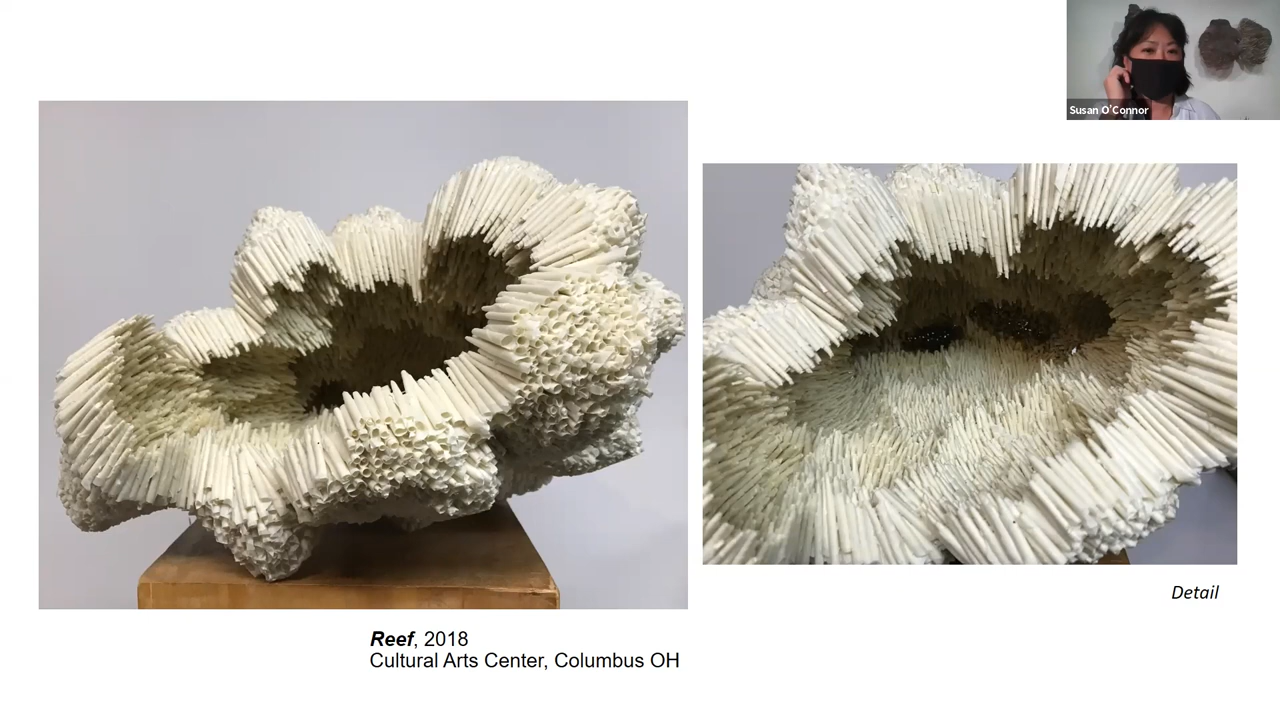 Susan O'Connor
Detail
Reef, 2018
Cultural Arts Center, Columbus OH